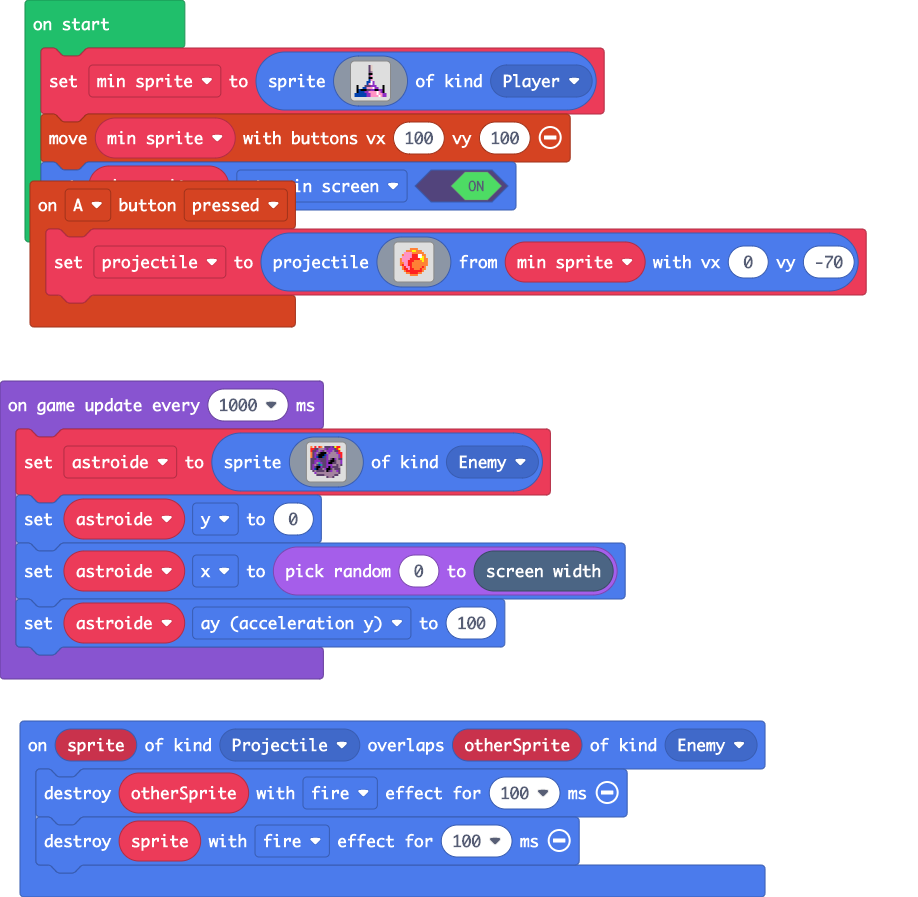 on start
set min sprite to sprite of kind Player
move min sprite with buttons vx 100 vy 100
in screen ON
on A button pressed
set projectile to projectile from min sprite with vx 0 vy -70
on game update every 1000 ms
set astroide to sprite of kind Enemy
set astroide y to 0
set astroide x to pick random 0 to screen width
set astroide ay (acceleration y) to 100
on sprite of kind Projectile overlaps otherSprite of kind Enemy
destroy otherSprite with fire effect for 100 ms
destroy sprite with fire effect for 100 ms